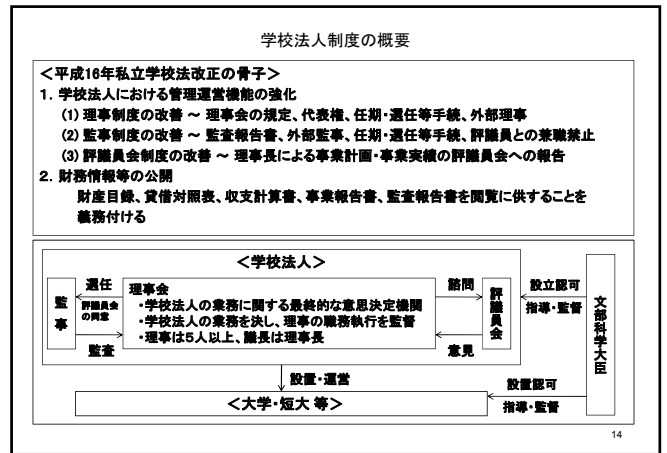 学校法人制度の概要
＜平成16年私立学校法改正の骨子＞
１．学校法人における管理運営機能の強化
(1) 理事制度の改善 ～ 理事会の規定、代表権、任期・選任等手続、外部理事
(2) 監事制度の改善 ～ 監査報告書、外部監事、任期・選任等手続、評議員との兼職禁止
(3) 評議員会制度の改善 ～ 理事長による事業計画・事業実績の評議員会への報告
２．財務情報等の公開
財産目録、貸借対照表、収支計算書、事業報告書、監査報告書を閲覧に供することを
義務付ける
＜学校法人＞
監事
選任
評議員会
の同意
監査
理事会
・学校法人の業務に関する最終的な意思決定機関
・学校法人の業務を決し、理事の職務執行を監督
・理事は５人以上、議長は理事長
諮問
意見
評議員会
設立認可
指導・監督
文部科学大臣
設置・運営
＜大学・短大 等＞
設置認可
指導・監督
14